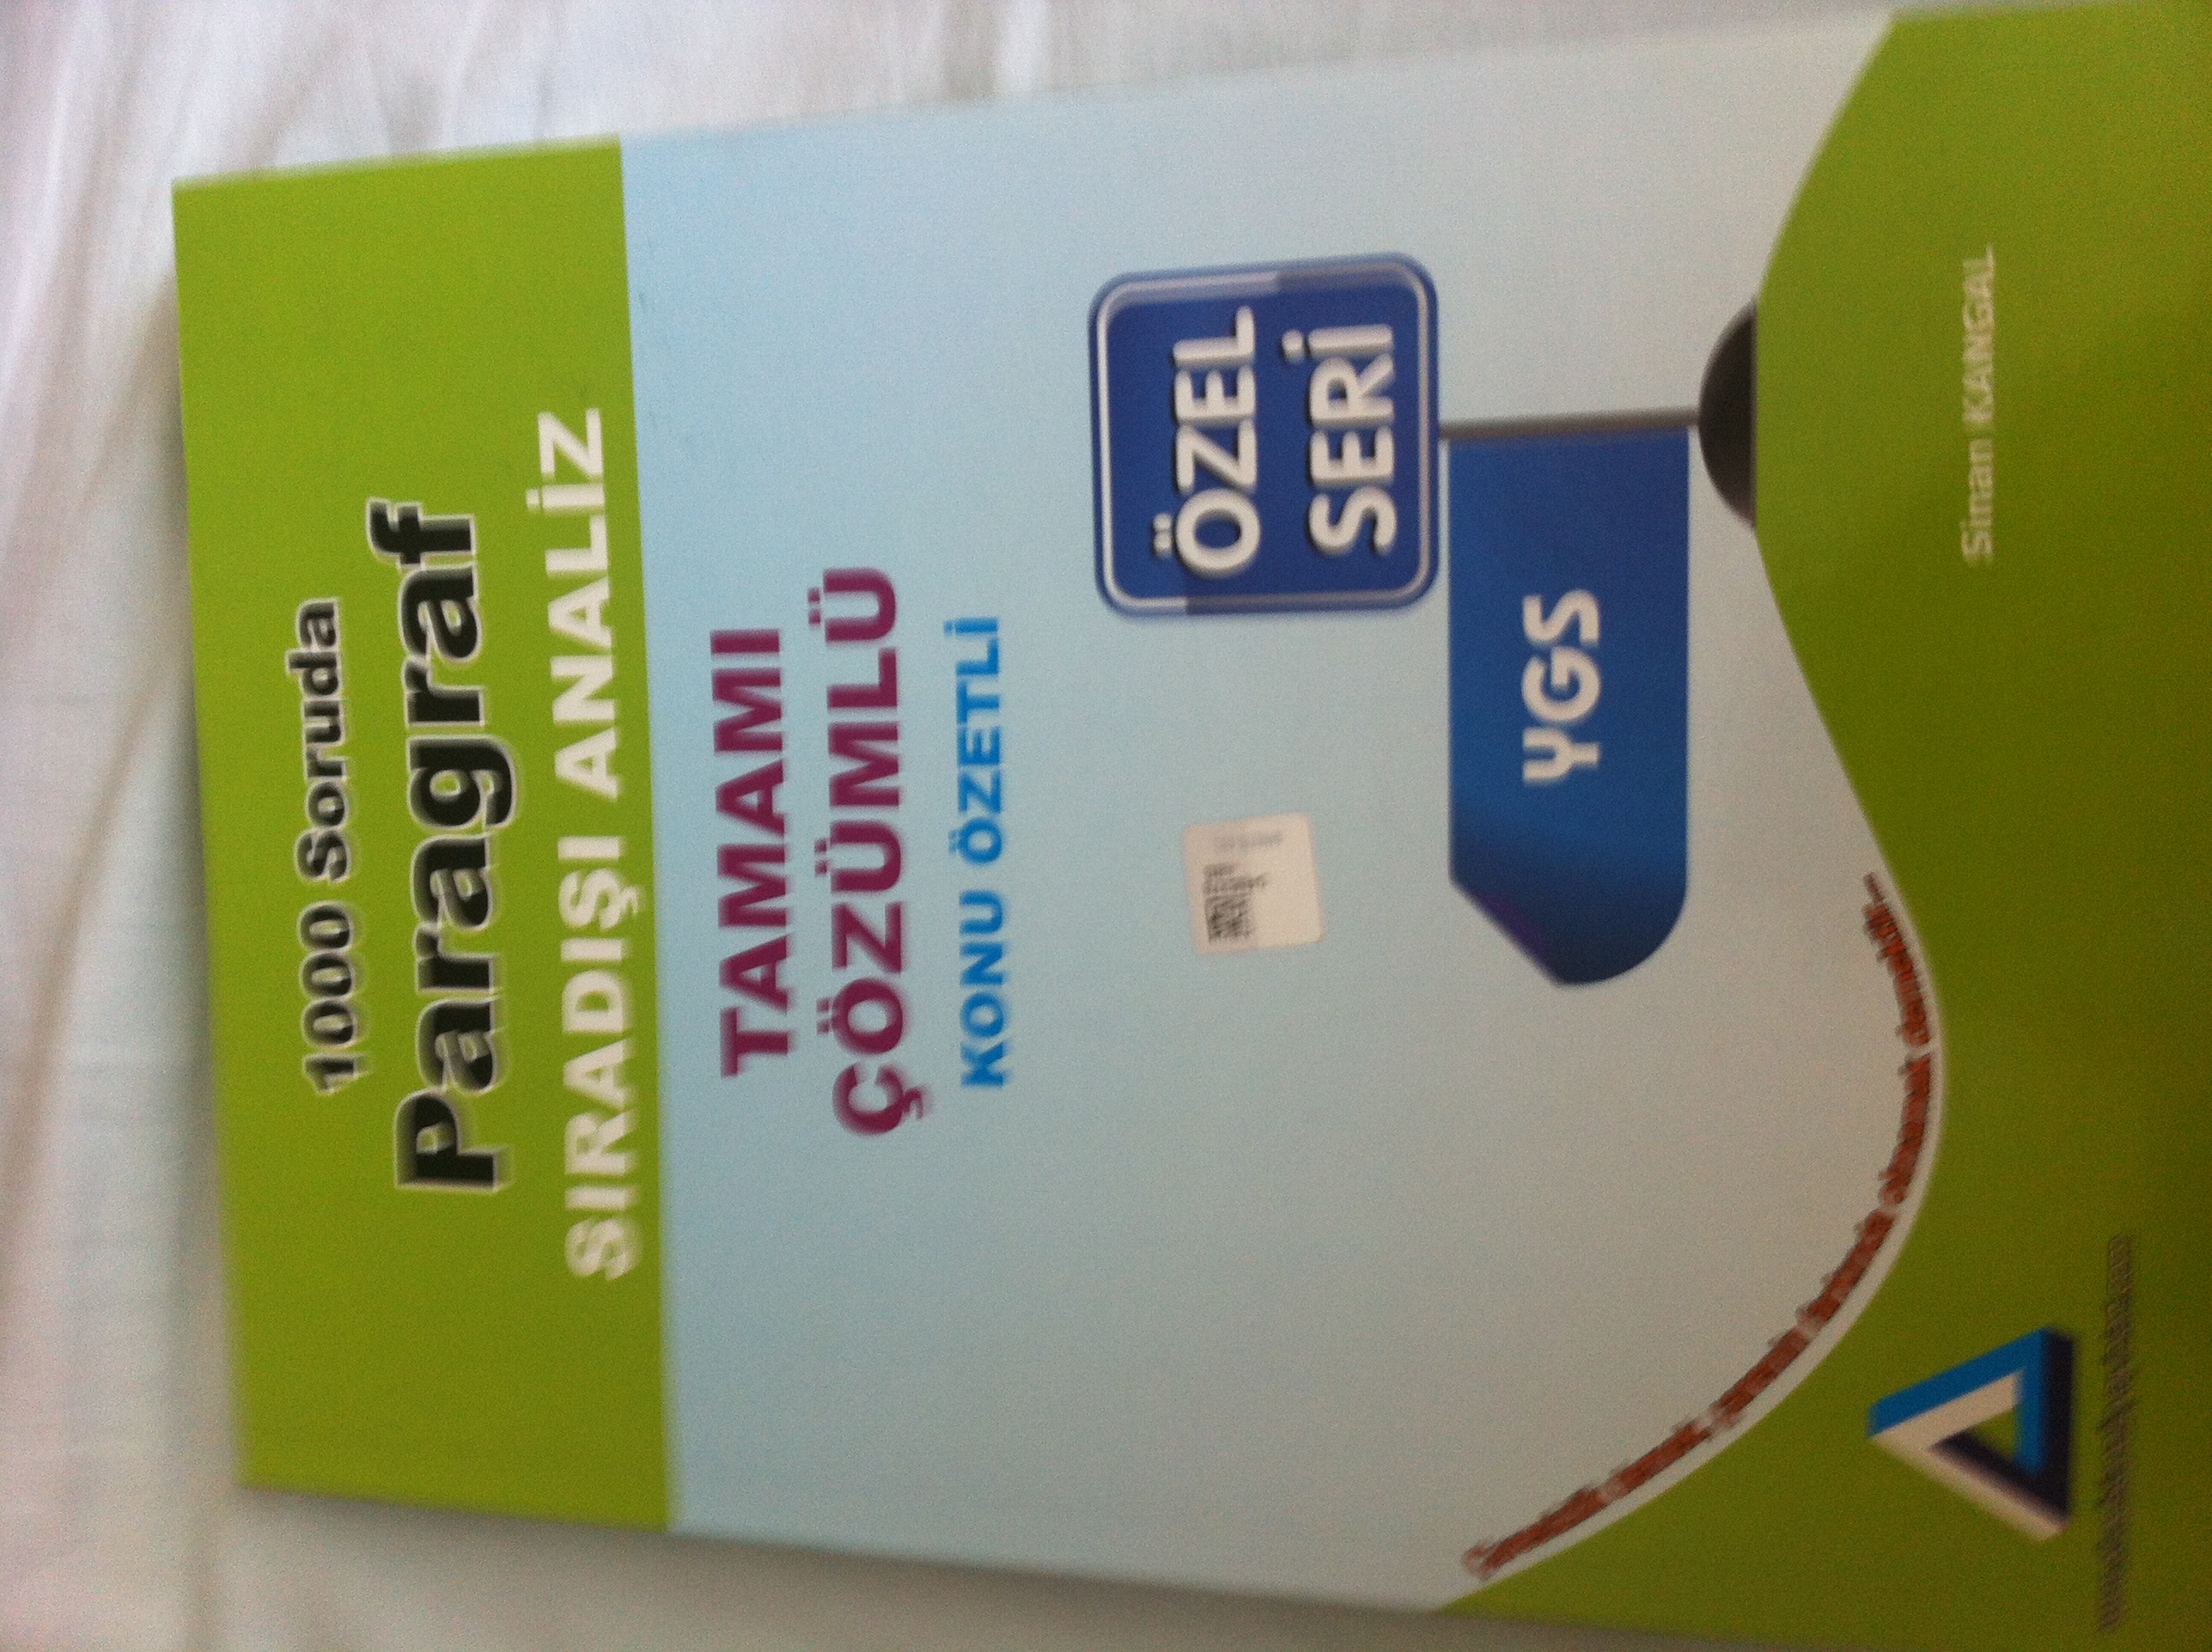 1000 Soruda
Paragraf
SIRADIŞI ANALİZ
TAMAMI
ÇÖZÜMLÜ
KONU ÖZETLİ
ÖZEL
SERİ
YGS
Sinan KANGAL